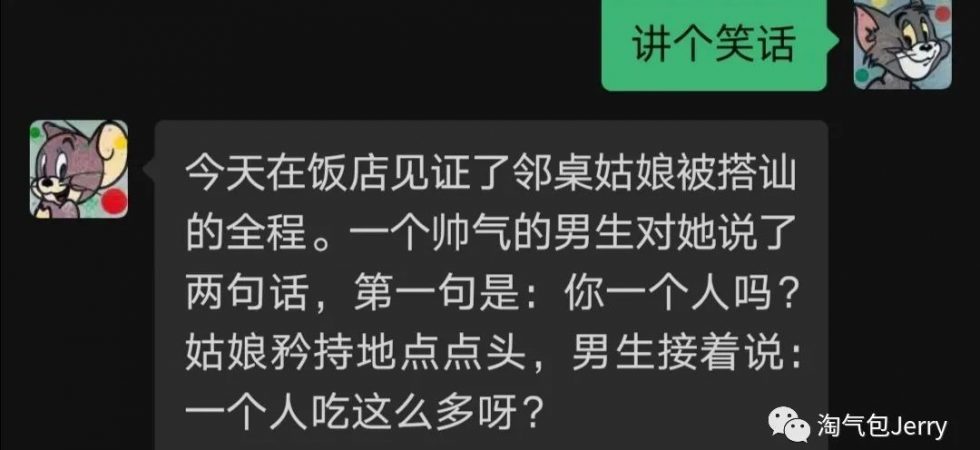 讲个笑话
今天在饭店见证了邻桌姑娘被搭讪
的全程。一个帅气的男生对她说了
两句话，第一句是：你一个人吗？
姑娘矜持地点点头，男生接着说：
一个人吃这么多呀？
淘气包Jerry